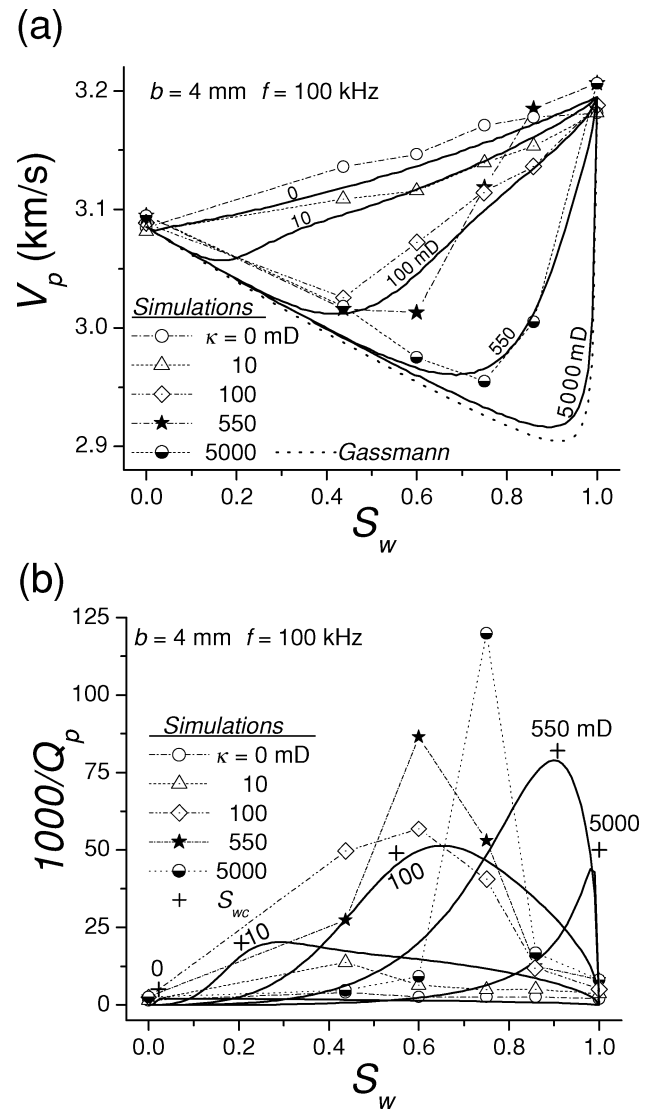 (a)
b = 4 mm f = 100 kHz
3.2
3.1
3.0
2.9
V_p (km/s)
0
10
100 mD
550
5000 mD
Simulations
κ = 0 mD
10
100
550
5000
Gassmann
0.0 0.2 0.4 0.6 0.8 1.0
S_w
(b)
b = 4 mm f = 100 kHz
125
100
75
50
25
0
1000/Q_p
Simulations
κ = 0 mD
10
100
550
5000
S_wc
550 mD
5000
100
10
0
0.0 0.2 0.4 0.6 0.8 1.0
S_w